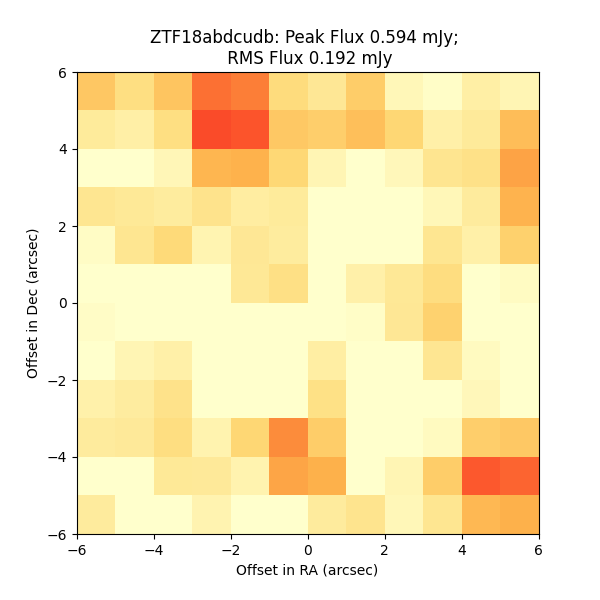 ZTF18abdcudb: Peak Flux 0.594 mJy;
RMS Flux 0.192 mJy
6
4
2
0
−2
−4
−6
Offset in Dec (arcsec)
−6 −4 −2 0 2 4 6
Offset in RA (arcsec)